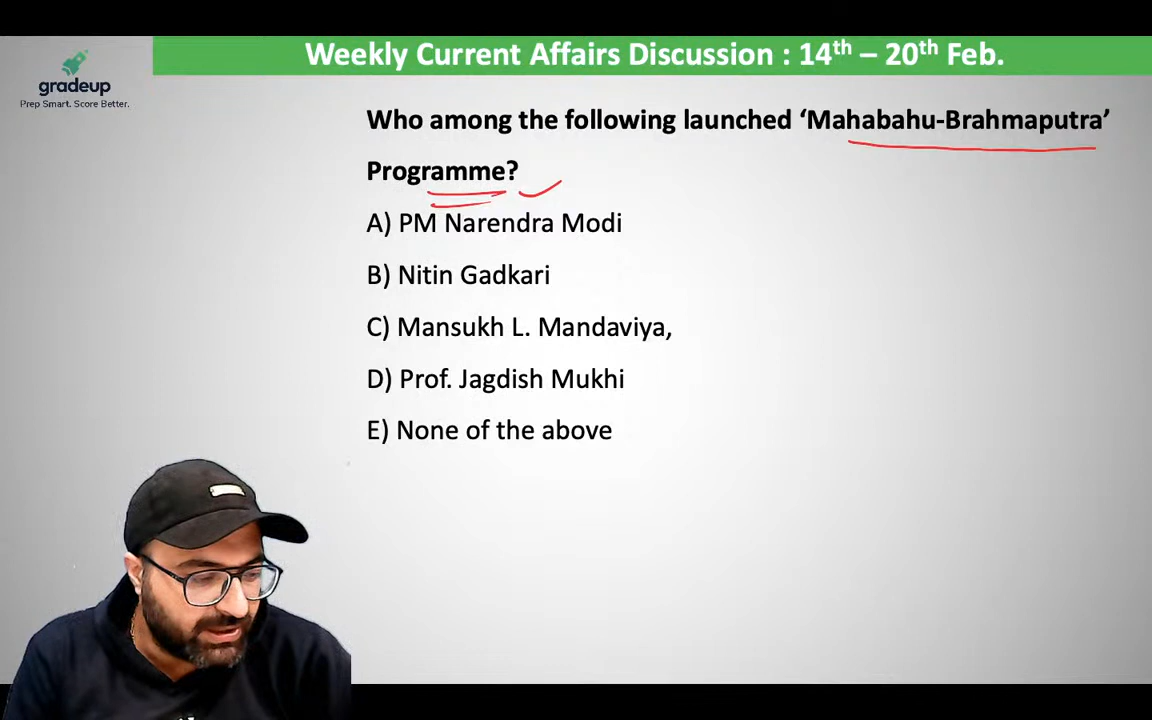 Weekly Current Affairs Discussion : 14th – 20th Feb.
gradeup
Prep Smart. Score Better.
Who among the following launched ‘Mahabahu-Brahmaputra’
Programme?
A) PM Narendra Modi
B) Nitin Gadkari
C) Mansukh L. Mandaviya,
D) Prof. Jagdish Mukhi
E) None of the above